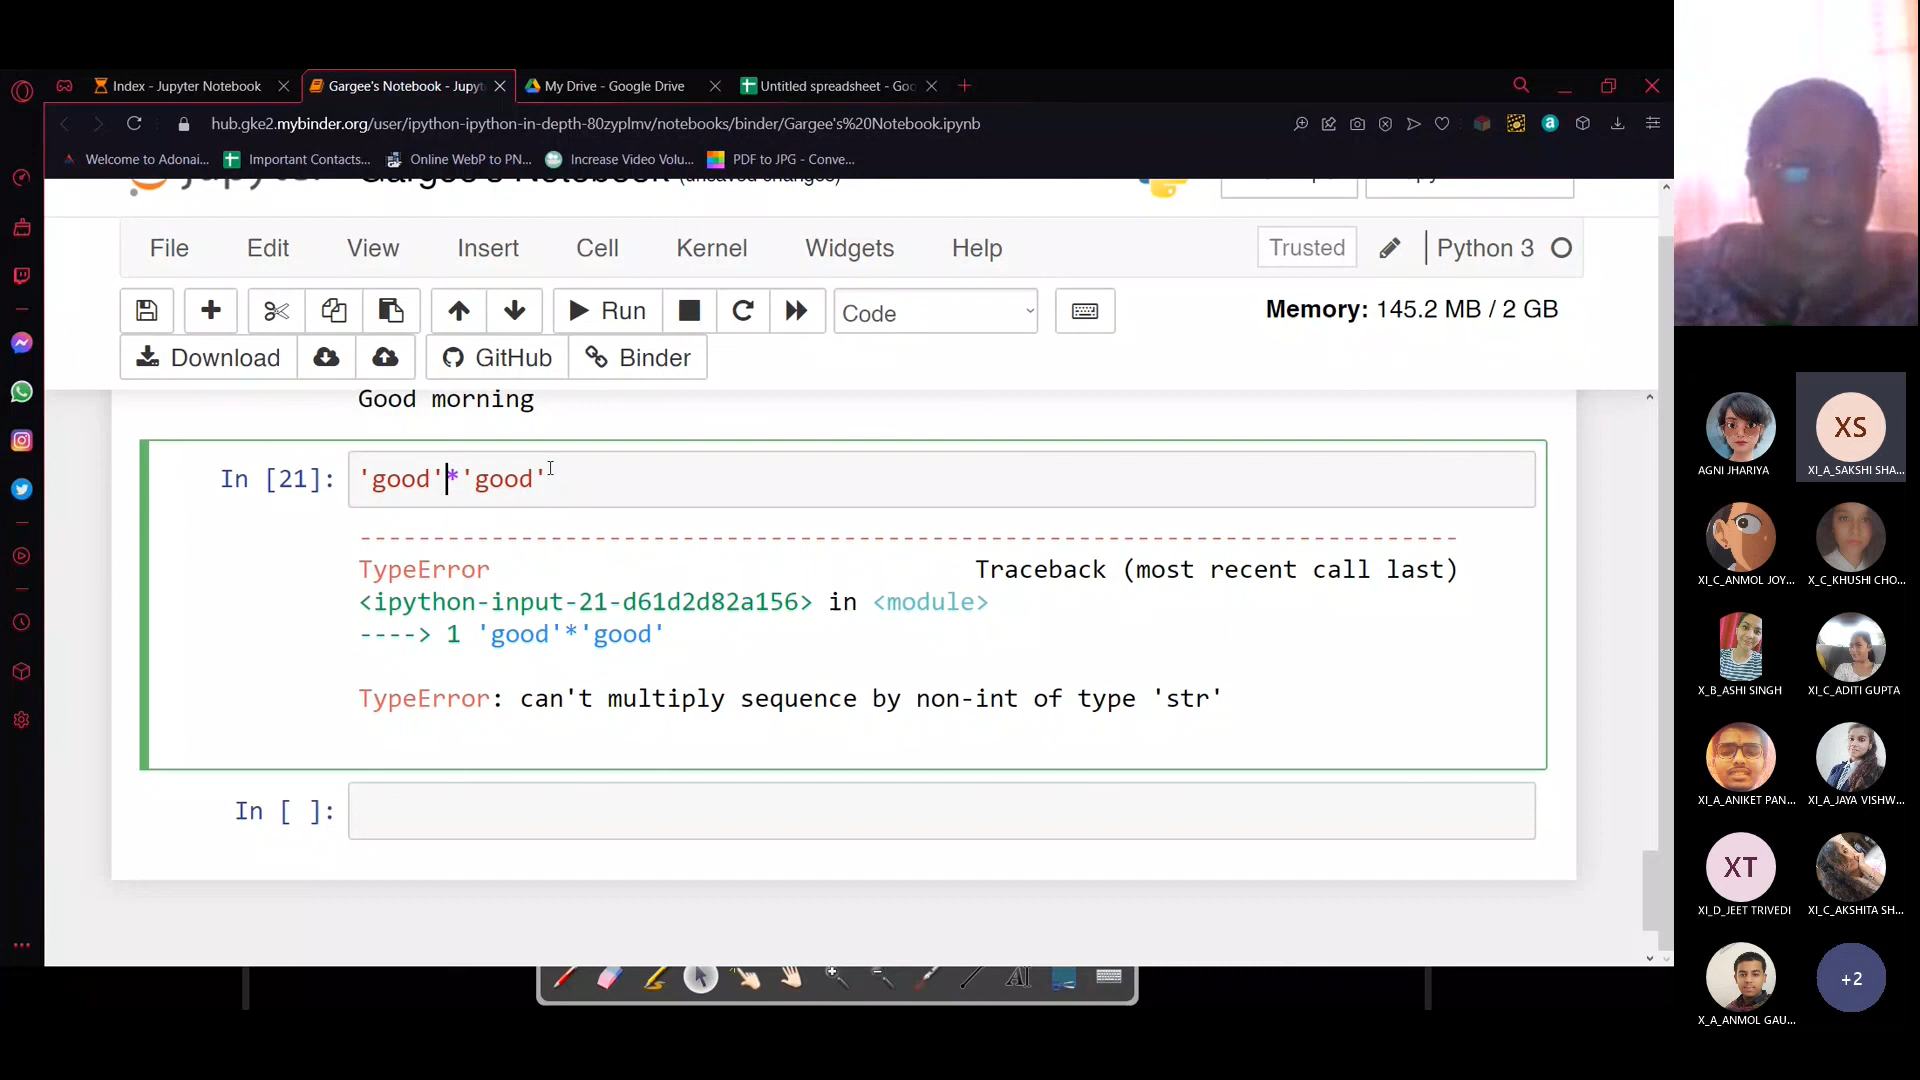 Index - Jupyter Notebook
Gargee's Notebook - Jupyt
My Drive - Google Drive
Untitled spreadsheet - Goo
hub.gke2.mybinder.org/user/ipython-ipython-in-depth-80zyplmv/notebooks/binder/Gargee's%20Notebook.ipynb
Welcome to Adonai...
Important Contacts...
Online WebP to PN...
Increase Video Volu...
PDF to JPG - Conve...
File Edit View Insert Cell Kernel Widgets Help
Trusted
Python 3
Run
Code
Memory: 145.2 MB / 2 GB
Download
GitHub
Binder
Good morning
In [21]: 'good'*'good'
---------------------------------------------------------------------------
TypeError Traceback (most recent call last)
<ipython-input-21-d61d2d82a156> in <module>
----> 1 'good'*'good'
TypeError: can't multiply sequence by non-int of type 'str'
In [ ]:
AI
XS
AGNI JHARIYA
XI_A_SAKSHI SHA...
XI_C_ANMOL JOY...
X_C_KHUSHI CHO...
X_B_ASHI SINGH
XI_C_ADITI GUPTA
XI_A_ANIKET PAN...
XI_A_JAYA VISHW...
XT
XI_D_JEET TRIVEDI
XI_C_AKSHITA SH...
+2
X_A_ANMOL GAU...